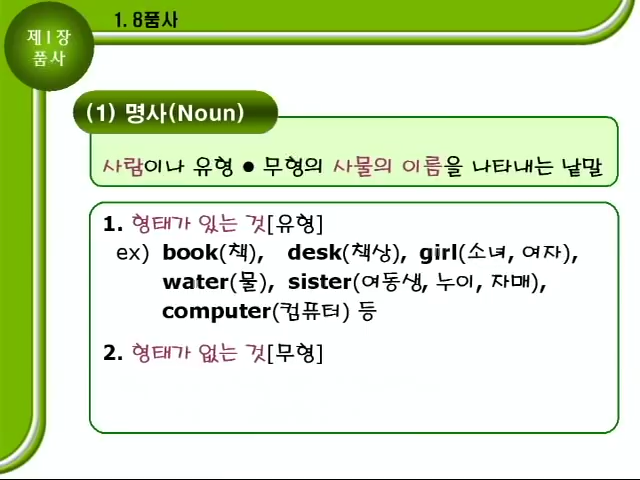 제 I 장
품사
1. 8품사
(1) 명사(Noun)
사람이나 유형 ● 무형의 사물의 이름을 나타내는 낱말
1. 형태가 있는 것[유형]
ex) book(책), desk(책상), girl(소녀, 여자),
water(물), sister(여동생, 누이, 자매),
computer(컴퓨터) 등
2. 형태가 없는 것[무형]